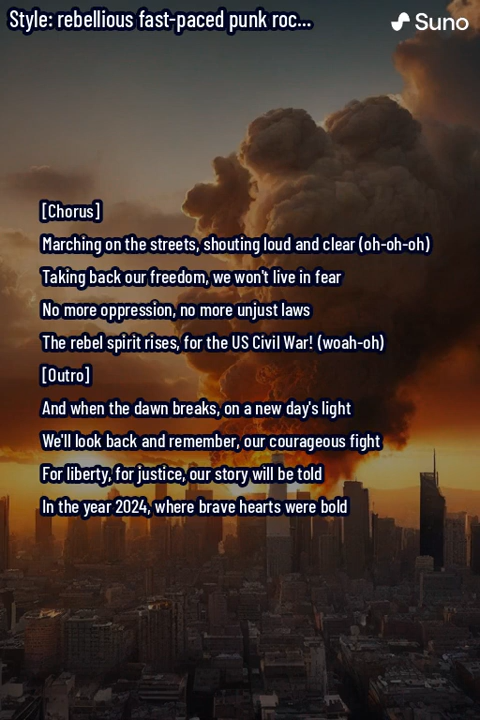 Style: rebellious fast-paced punk roc...
Suno
[Chorus]
Marching on the streets, shouting loud and clear (oh-oh-oh)
Taking back our freedom, we won't live in fear
No more oppression, no more unjust laws
The rebel spirit rises, for the US Civil War! (woah-oh)
[Outro]
And when the dawn breaks, on a new day's light
We'll look back and remember, our courageous fight
For liberty, for justice, our story will be told
In the year 2024, where brave hearts were bold